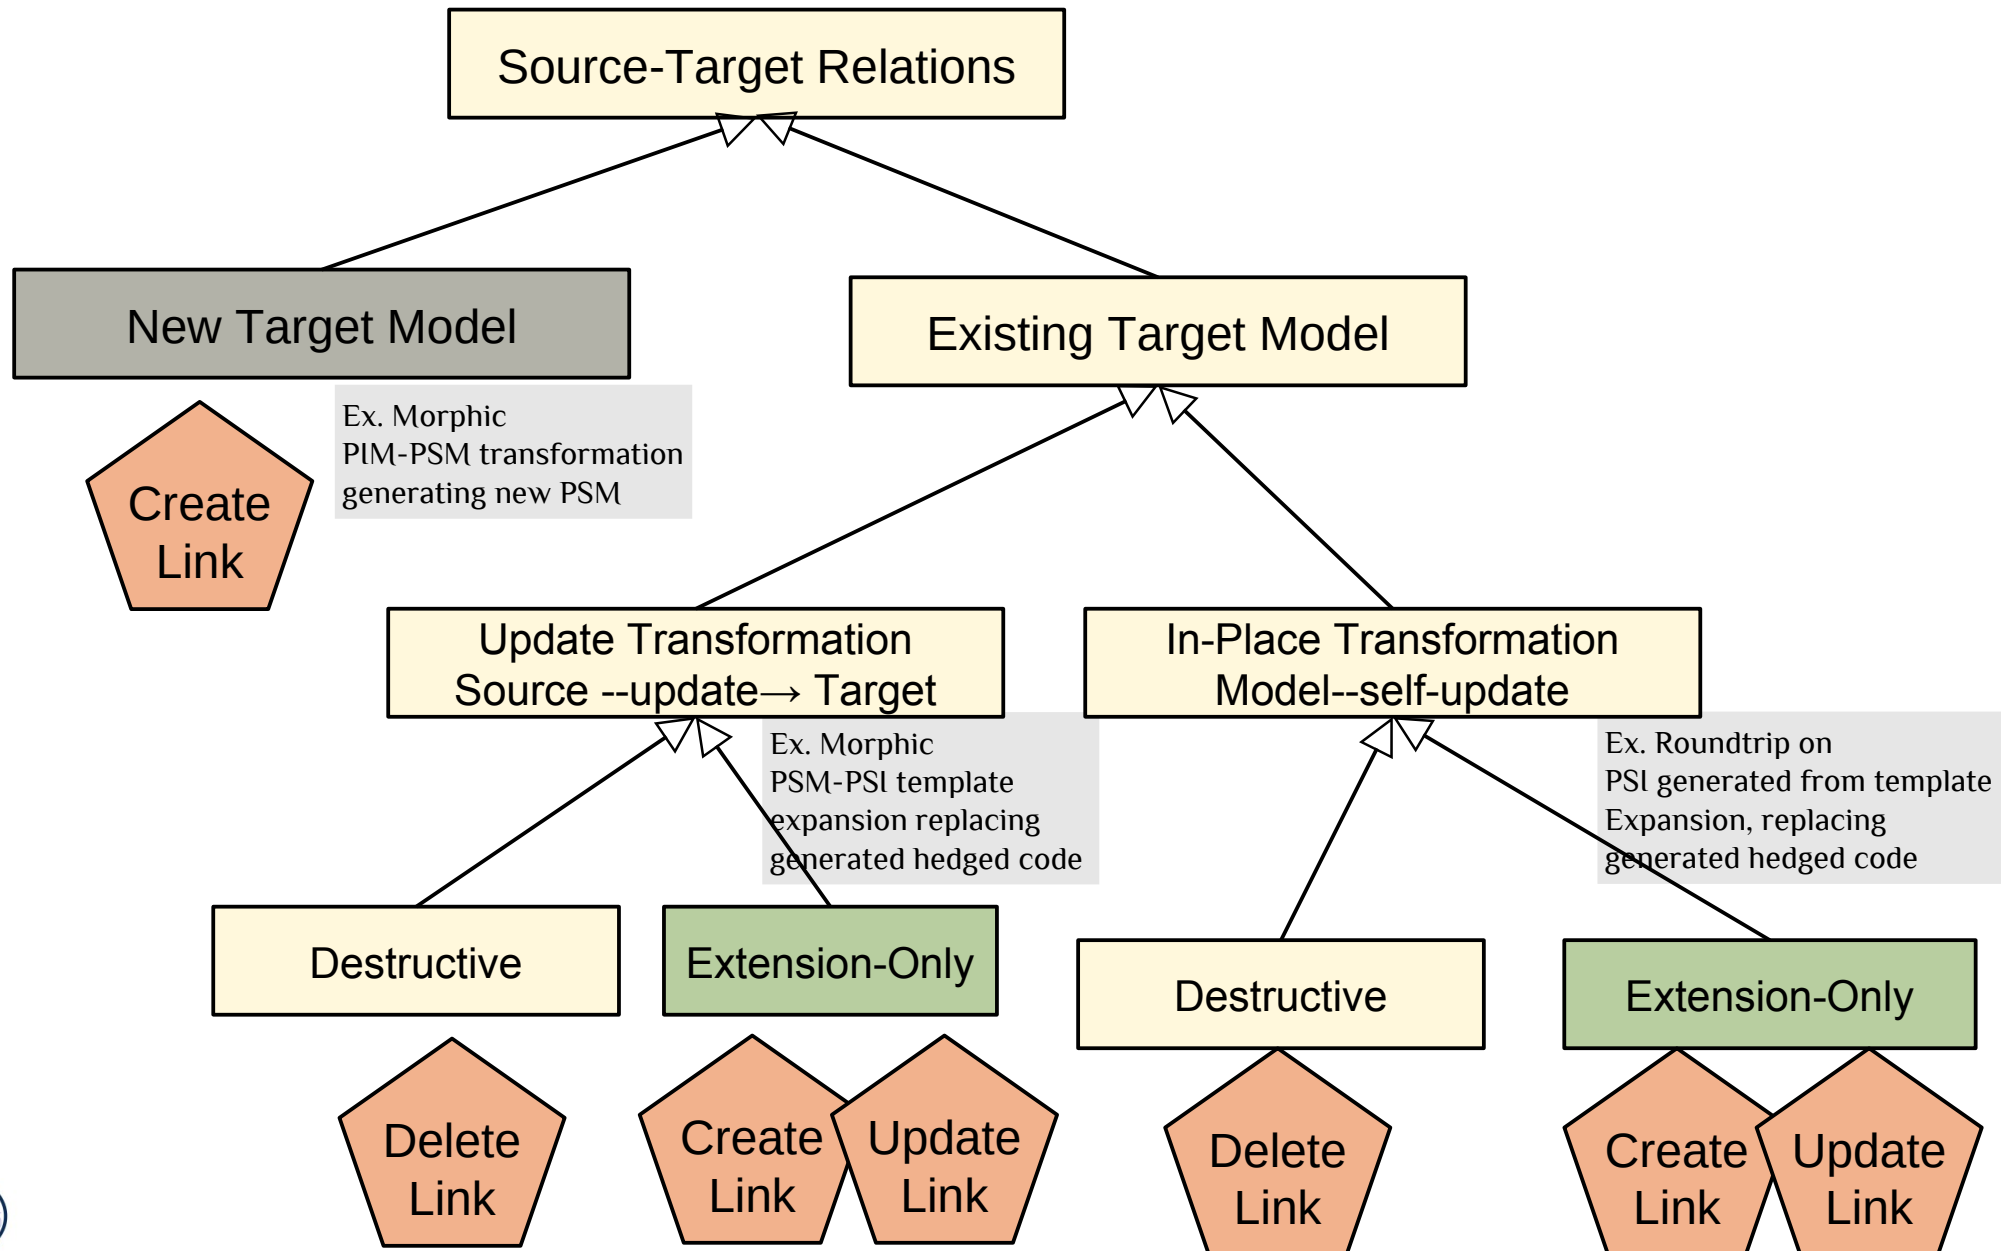 Source-Target Relations
New Target Model
Existing Target Model
Ex. Morphic
PIM-PSM transformation
generating new PSM
Create
Link
Update Transformation
Source --update→ Target
In-Place Transformation
Model--self-update
Ex. Morphic
PSM-PSI template
expansion replacing
generated hedged code
Ex. Roundtrip on
PSI generated from template
Expansion, replacing
generated hedged code
Destructive
Extension-Only
Destructive
Extension-Only
Delete
Link
Create
Link
Update
Link
Delete
Link
Create
Link
Update
Link